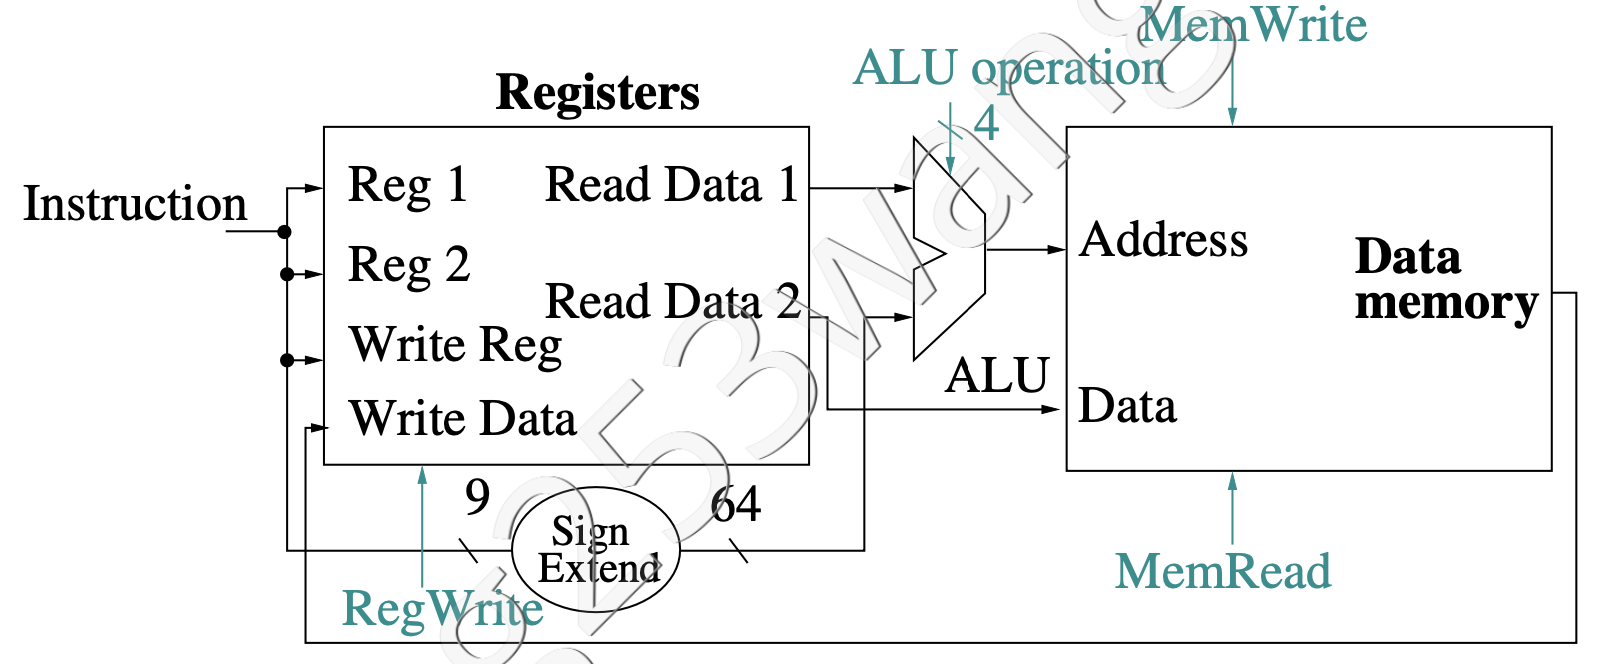 MemWrite
ALU operation
4
Registers
Instruction
Reg 1
Read Data 1
Reg 2
Read Data 2
Write Reg
Write Data
Address
Data
memory
ALU
Data
9
64
Sign
Extend
RegWrite
MemRead
253wang